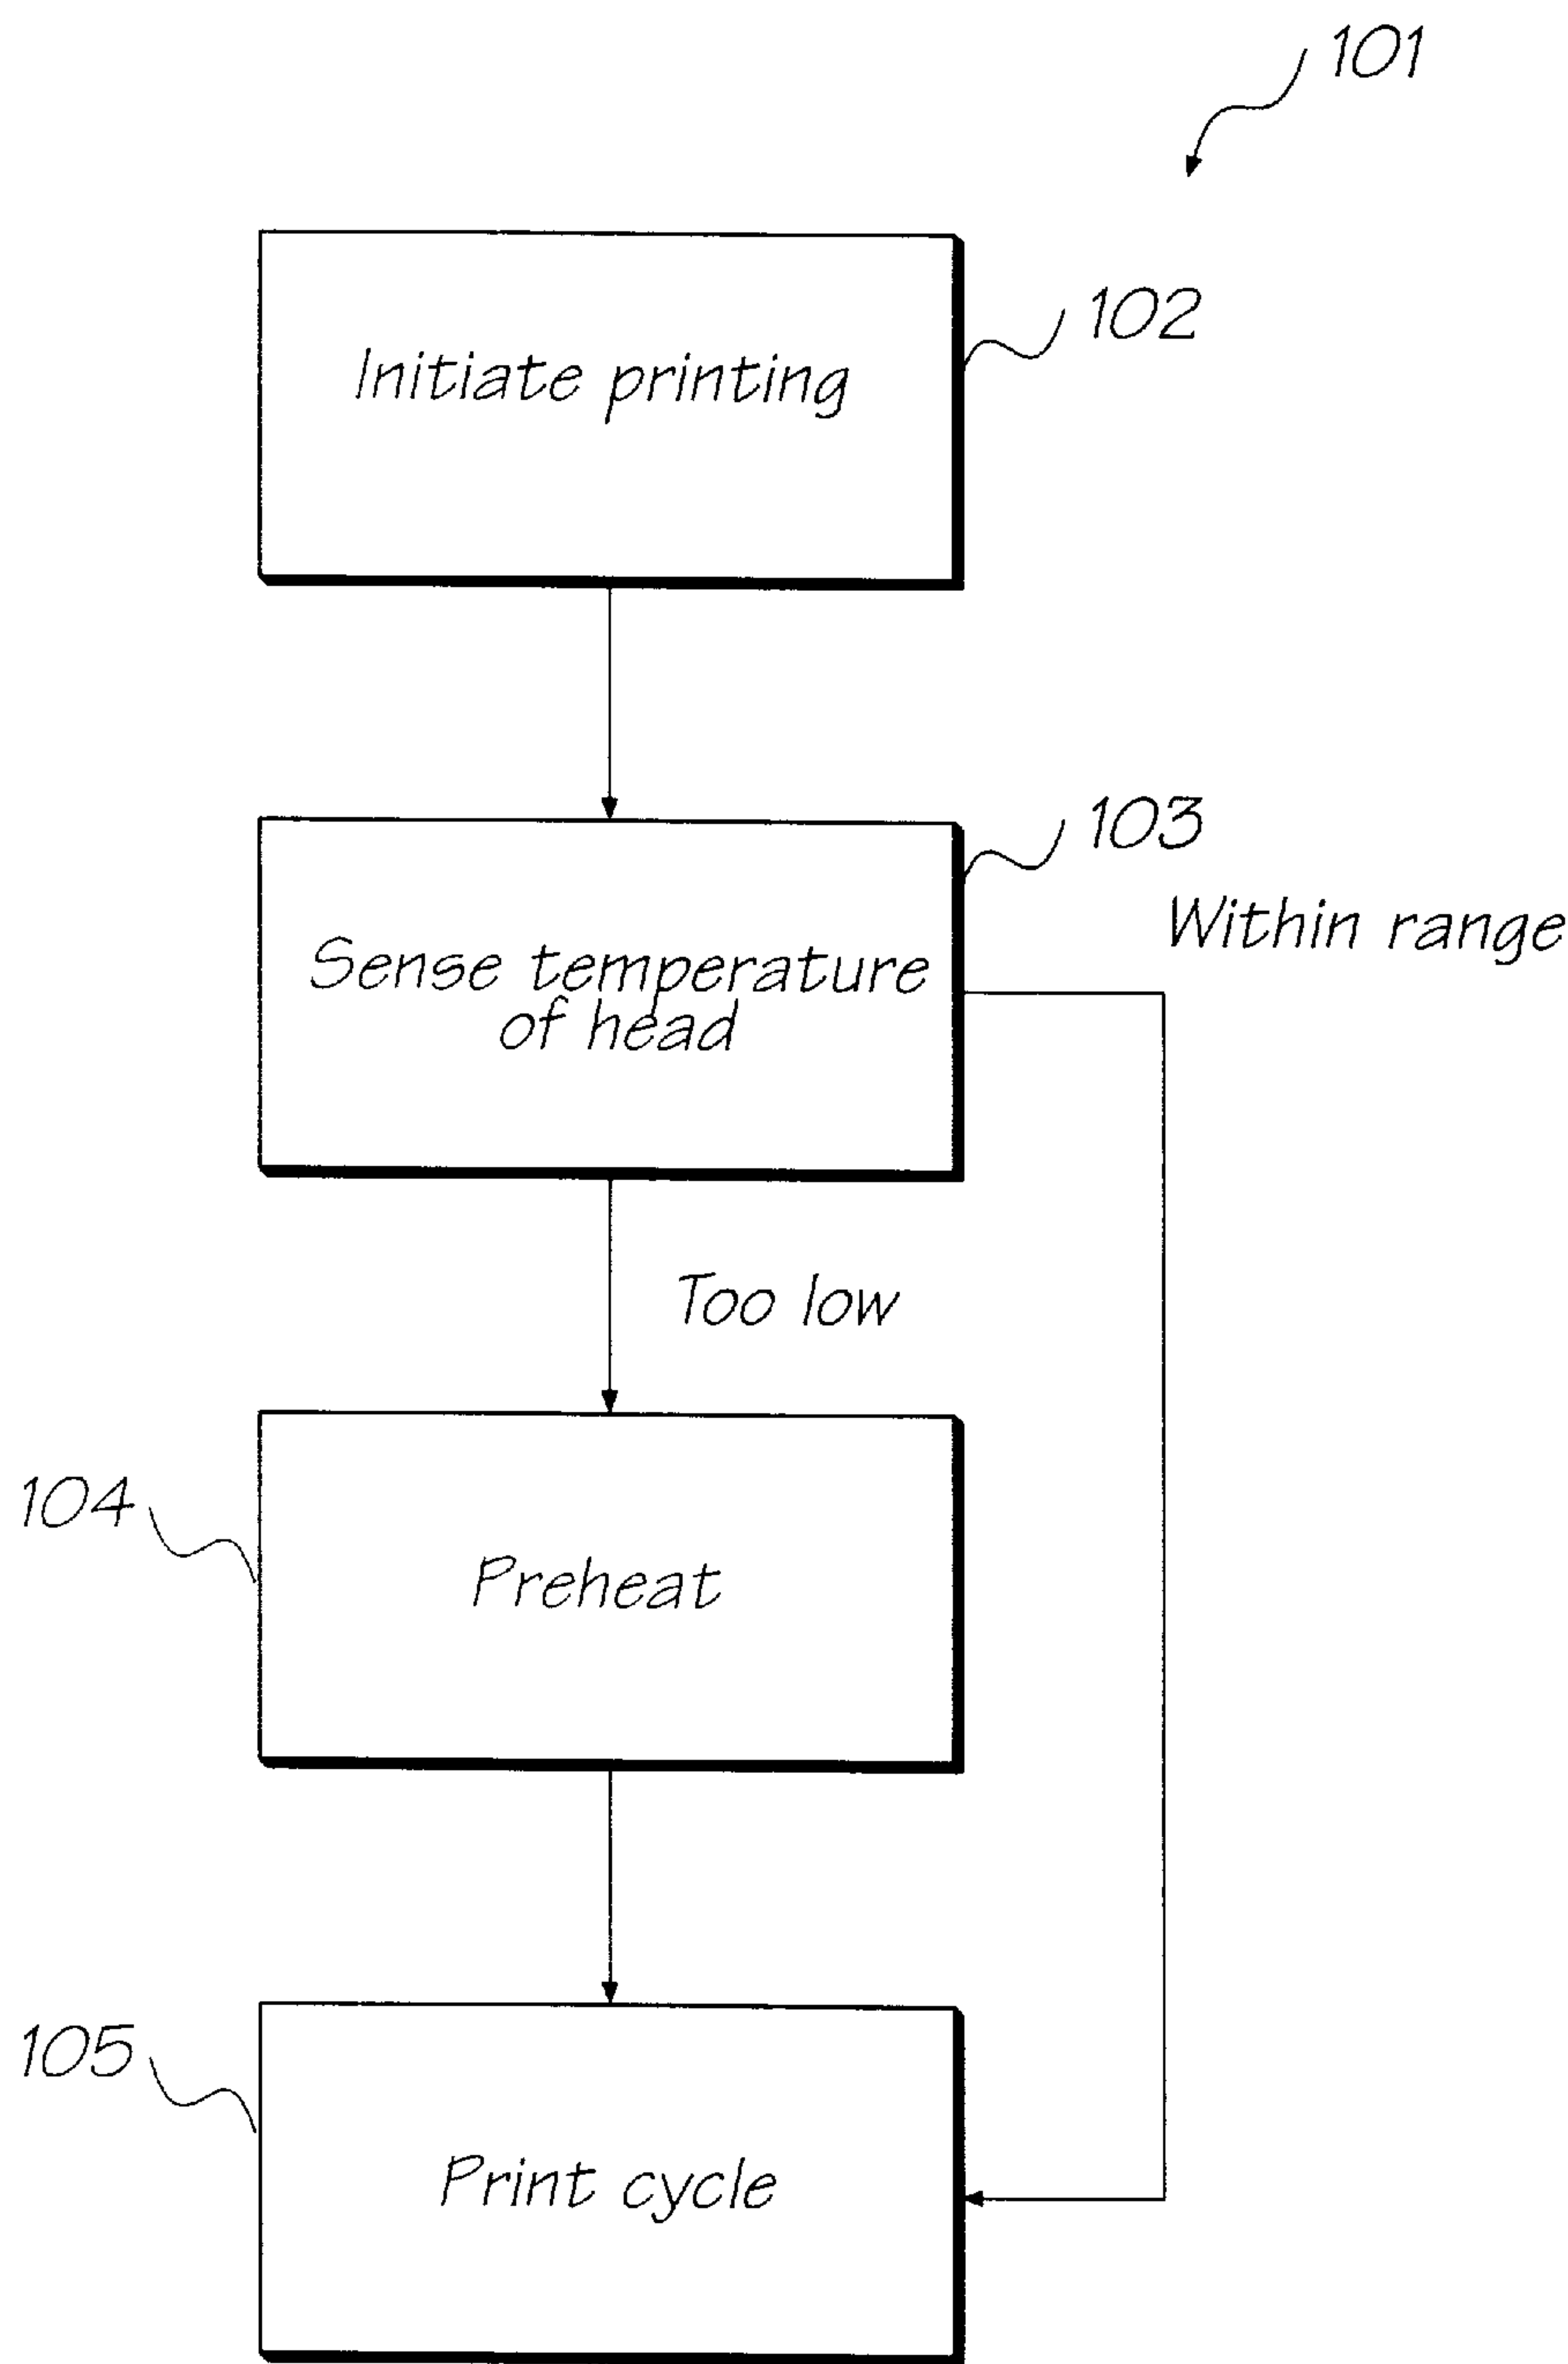 101
102
Initiate printing
103
Within range
Sense temperature
of head
Too low
104
Preheat
105
Print cycle